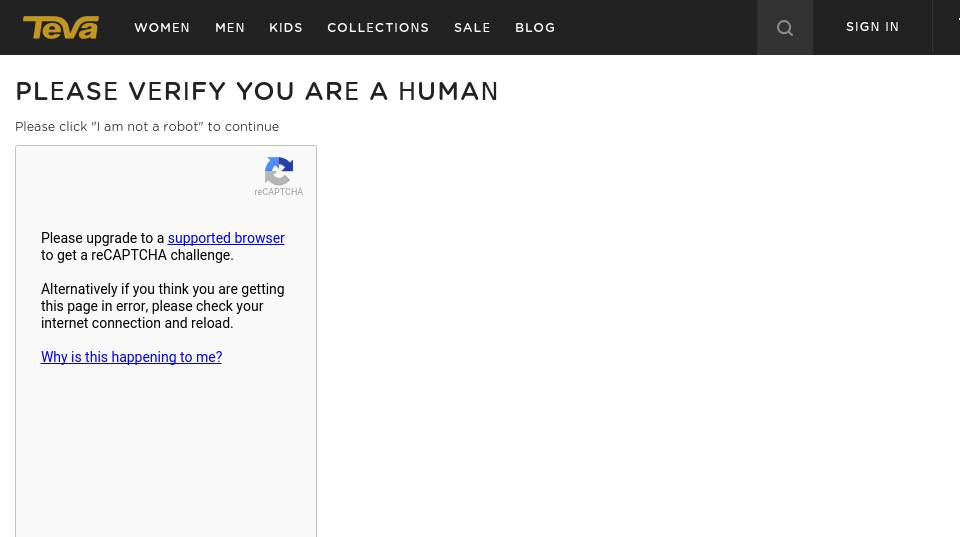 Teva WOMEN MEN KIDS COLLECTIONS SALE BLOG SIGN IN
PLEASE VERIFY YOU ARE A HUMAN
Please click "I am not a robot" to continue
reCAPTCHA
Please upgrade to a supported browser
to get a reCAPTCHA challenge.
Alternatively if you think you are getting
this page in error, please check your
internet connection and reload.
Why is this happening to me?